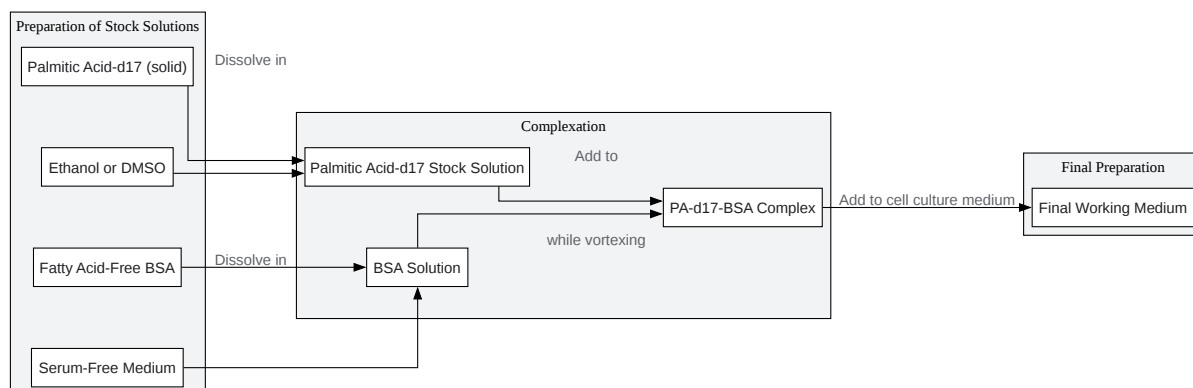 Preparation of Stock Solutions
Palmitic Acid-d17 (solid)
Dissolve in
Ethanol or DMSO
Fatty Acid-Free BSA
Dissolve in
Serum-Free Medium
Complexation
Palmitic Acid-d17 Stock Solution
Add to
PA-d17-BSA Complex
while vortexing
BSA Solution
Add to cell culture medium
Final Preparation
Final Working Medium